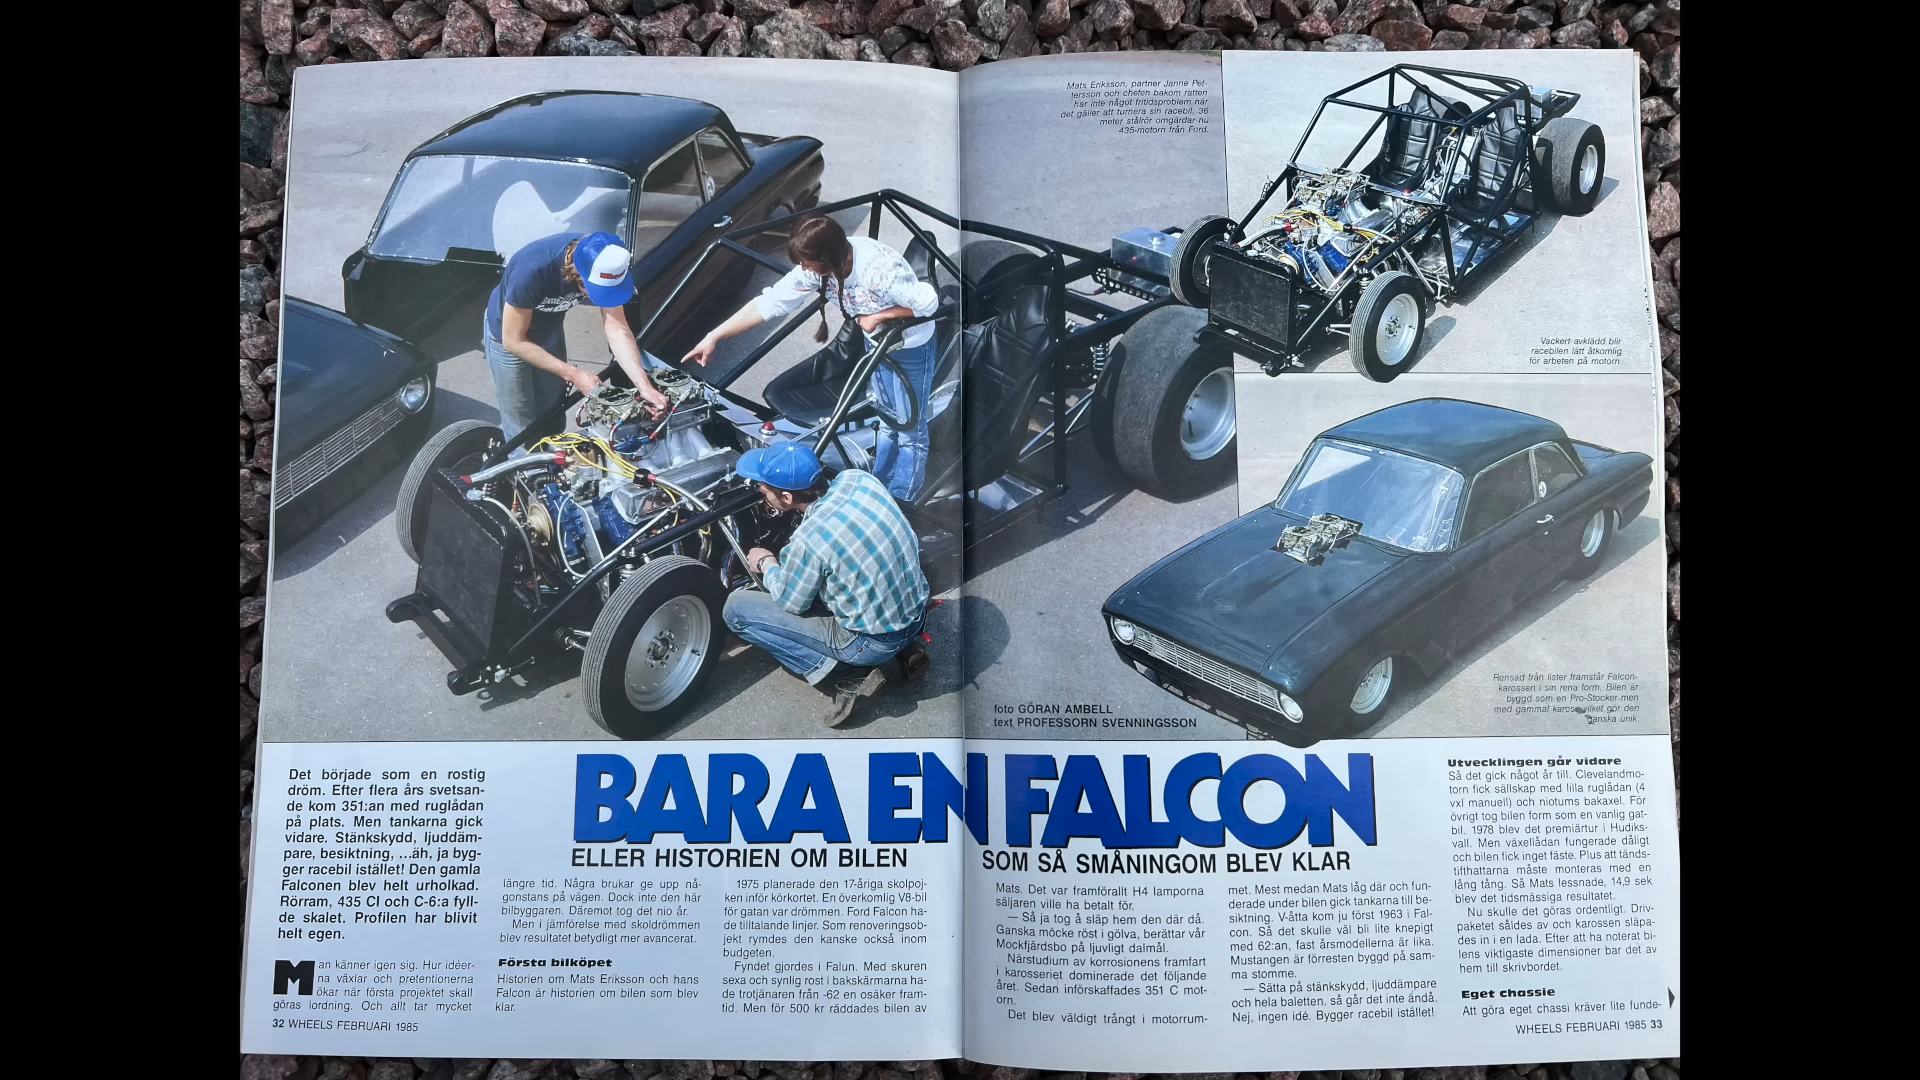 Mats Eriksson, partner Janne Pet-
tersson och chefen bakom ratten
har inte något fritidsproblem när
det gäller att turnera sin racebil. 36
meter stålrör omgärdar nu
435-motorn från Ford.
Vackert avklädd blir
racebilen lätt åtkomlig
för arbeten på motorn.
Rensad från lister framstår Falcon-
karossen i sin rena form. Bilen är
byggd som en Pro-Stocker men
med gammal kaross vilket gör den
ganska unik.
foto GÖRAN AMBELL
text PROFESSORN SVENNINGSSON
BARA EN FALCON
ELLER HISTORIEN OM BILEN SOM SÅ SMÅNINGOM BLEV KLAR
Det började som en rostig
dröm. Efter flera års svetsan-
de kom 351:an med ruglådan
på plats. Men tankarna gick
vidare. Stänkskydd, ljuddäm-
pare, besiktning, ...äh, ja byg-
ger racebil istället! Den gamla
Falconen blev helt urholkad.
Rörram, 435 CI och C-6:a fyll-
de skalet. Profilen har blivit
helt egen.
Man känner igen sig. Hur idéer-
na växlar och pretentionerna
ökar när första projektet skall
göras iordning. Och allt tar mycket
längre tid. Några brukar ge upp nå-
gonstans på vägen. Dock inte den här
bilbyggaren. Däremot tog det nio år.
Men i jämförelse med skoldrömmen
blev resultatet betydligt mer avancerat.
Första bilköpet
Historien om Mats Eriksson och hans
Falcon är historien om bilen som blev
klar.
1975 planerade den 17-åriga skolpoj-
ken inför körkortet. En överkomlig V8-bil
för gatan var drömmen. Ford Falcon ha-
de tilltalande linjer. Som renoveringsob-
jekt rymdes den kanske också inom
budgeten.
Fyndet gjordes i Falun. Med skuren
sexa och synlig rost i bakskärmarna ha-
de trotjänaren från -62 en osäker fram-
tid. Men för 500 kr räddades bilen av
Mats. Det var framförallt H4 lamporna
säljaren ville ha betalt för.
— Så ja tog å släp hem den där då.
Ganska möcke röst i gölva, berättar vår
Mockfjärdsbo på ljuvligt dalmål.
Närstudium av korrosionens framfart
i karosseriet dominerade det följande
året. Sedan införskaffades 351 C mot-
orn.
Det blev väldigt trångt i motorrum-
met. Mest medan Mats låg där och fun-
derade under bilen gick tankarna till be-
siktning. V-åtta kom ju först 1963 i Fal-
con. Så det skulle väl bli lite knepigt
med 62:an, fast årsmodellerna är lika.
Mustangen är förresten byggd på sam-
ma stomme.
— Sätta på stänkskydd, ljuddämpare
och hela baletten. så går det inte ändå.
Nej, ingen idé. Bygger racebil istället!
Utvecklingen går vidare
Så det gick något år till. Clevelandmo-
torn fick sällskap med lilla ruglådan (4
vxl manuell) och niotums bakaxel. För
övrigt tog bilen form som en vanlig gat-
bil. 1978 blev det premiärtur i Hudiks-
vall. Men växellådan fungerade dåligt
och bilen fick inget fäste. Plus att tänds-
tifthattarna måste monteras med en
lång tång. Så Mats lessnade, 14,9 sek
blev det tidsmässiga resultatet.
Nu skulle det göras ordentligt. Driv-
paketet såldes av och karossen släpa-
des in i en lada. Efter att ha noterat bi-
lens viktigaste dimensioner bar det av
hem till skrivbordet.
Eget chassie
Att göra eget chassi kräver lite funde-
32 WHEELS FEBRUARI 1985
WHEELS FEBRUARI 1985 33